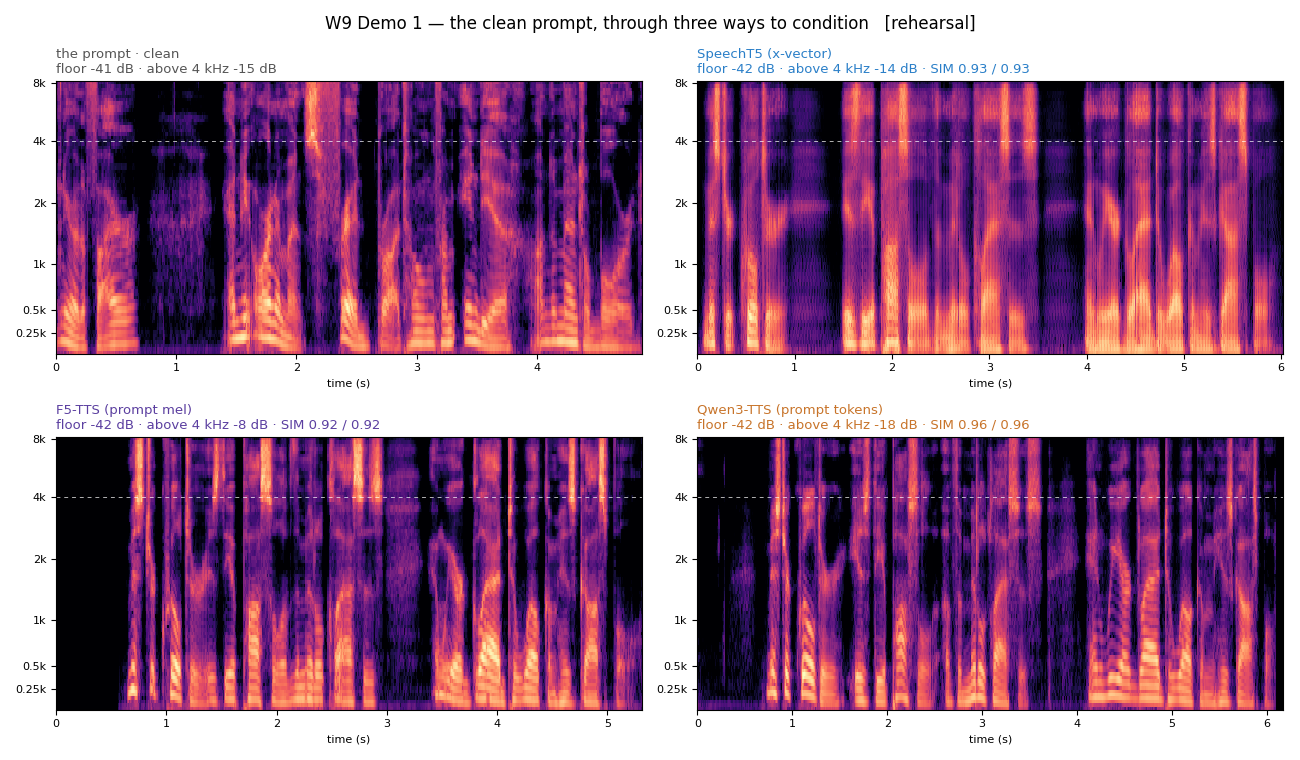 W9 Demo 1 — the clean prompt, through three ways to condition   [rehearsal]
the prompt · clean
floor -41 dB · above 4 kHz -15 dB
8k
4k
2k
1k
0.5k
0.25k
0 1 2 3 4
time (s)
SpeechT5 (x-vector)
floor -42 dB · above 4 kHz -14 dB · SIM 0.93 / 0.93
8k
4k
2k
1k
0.5k
0.25k
0 1 2 3 4 5 6
time (s)
F5-TTS (prompt mel)
floor -42 dB · above 4 kHz -8 dB · SIM 0.92 / 0.92
8k
4k
2k
1k
0.5k
0.25k
0 1 2 3 4 5
time (s)
Qwen3-TTS (prompt tokens)
floor -42 dB · above 4 kHz -18 dB · SIM 0.96 / 0.96
8k
4k
2k
1k
0.5k
0.25k
0 1 2 3 4 5 6
time (s)